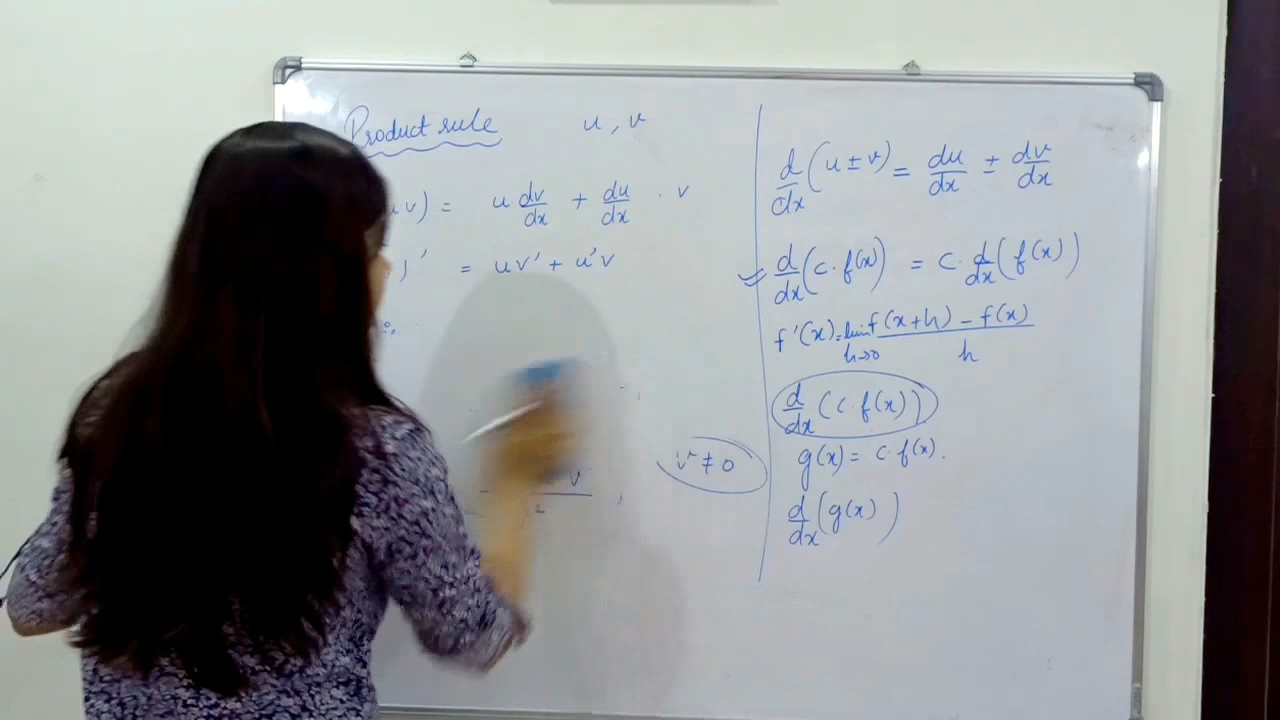 Product rule u , v
uv) = u dv/dx + du/dx . v
)' = uv' + u'v
v ≠ 0
d/dx (u ± v) = du/dx ± dv/dx
d/dx (c. f(x)) = c. d/dx (f(x))
f'(x) = lim h→0 f(x+h) - f(x) / h
d/dx (c. f(x))
g(x) = c. f(x).
d/dx (g(x))